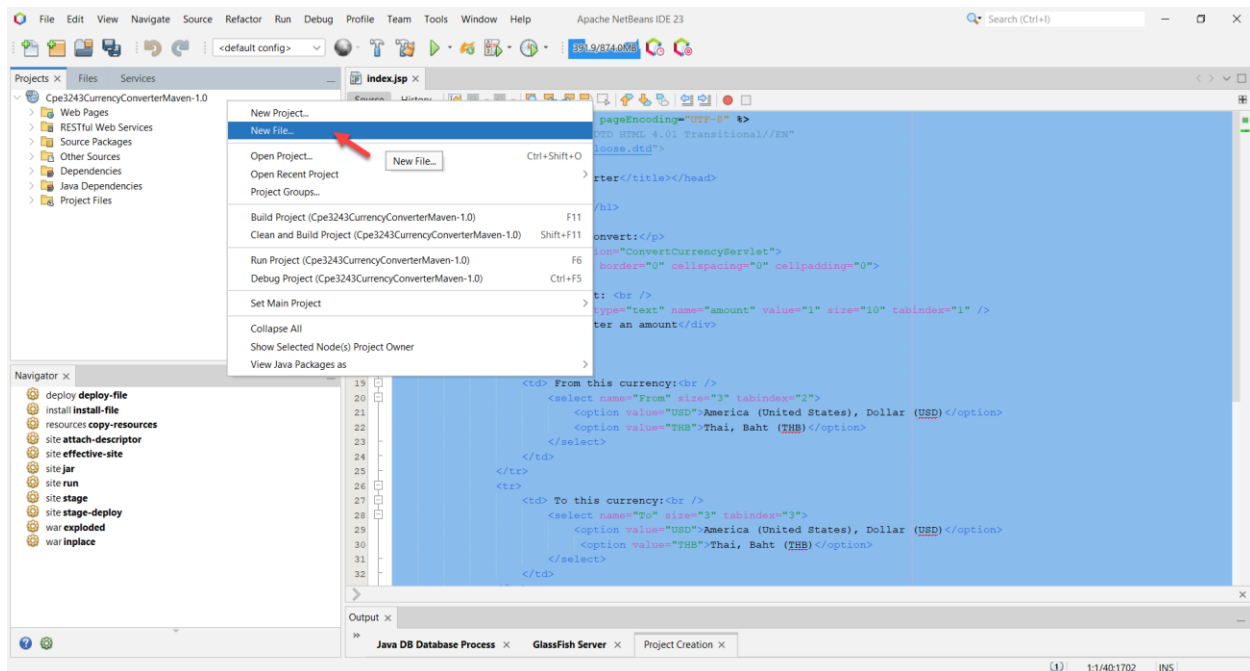 File Edit View Navigate Source Refactor Run Debug Profile Team Tools Window Help Apache NetBeans IDE 23 Search (Ctrl+I)
<default config> 391.9/874.0MB
Projects Files Services
index.jsp
Cpe3243CurrencyConverterMaven-1.0
Web Pages
RESTful Web Services
Source Packages
Other Sources
Dependencies
Java Dependencies
Project Files
New Project...
New File...
Open Project... Ctrl+Shift+O
New File...
Open Recent Project
Project Groups...
Build Project (Cpe3243CurrencyConverterMaven-1.0) F11
Clean and Build Project (Cpe3243CurrencyConverterMaven-1.0) Shift+F11
Run Project (Cpe3243CurrencyConverterMaven-1.0) F6
Debug Project (Cpe3243CurrencyConverterMaven-1.0) Ctrl+F5
Set Main Project
Collapse All
Show Selected Node(s) Project Owner
View Java Packages as
Source History
pageEncoding="UTF-8" %>
DTD HTML 4.01 Transitional//EN"
loose.dtd">
rter</title></head>
/h1>
onvert:</p>
ion="ConvertCurrencyServlet">
border="0" cellspacing="0" cellpadding="0">
t: <br />
type="text" name="amount" value="1" size="10" tabindex="1" />
ter an amount</div>
19 <td> From this currency:<br />
20 <select name="From" size="3" tabindex="2">
21 <option value="USD">America (United States), Dollar (USD)</option>
22 <option value="THB">Thai, Baht (THB)</option>
23 </select>
24 </td>
25 </tr>
26 <tr>
27 <td> To this currency:<br />
28 <select name="To" size="3" tabindex="3">
29 <option value="USD">America (United States), Dollar (USD)</option>
30 <option value="THB">Thai, Baht (THB)</option>
31 </select>
32 </td>
Navigator
deploy deploy-file
install install-file
resources copy-resources
site attach-descriptor
site effective-site
site jar
site run
site stage
site stage-deploy
war exploded
war inplace
Output
Java DB Database Process GlassFish Server Project Creation
1:1/40:1702 INS